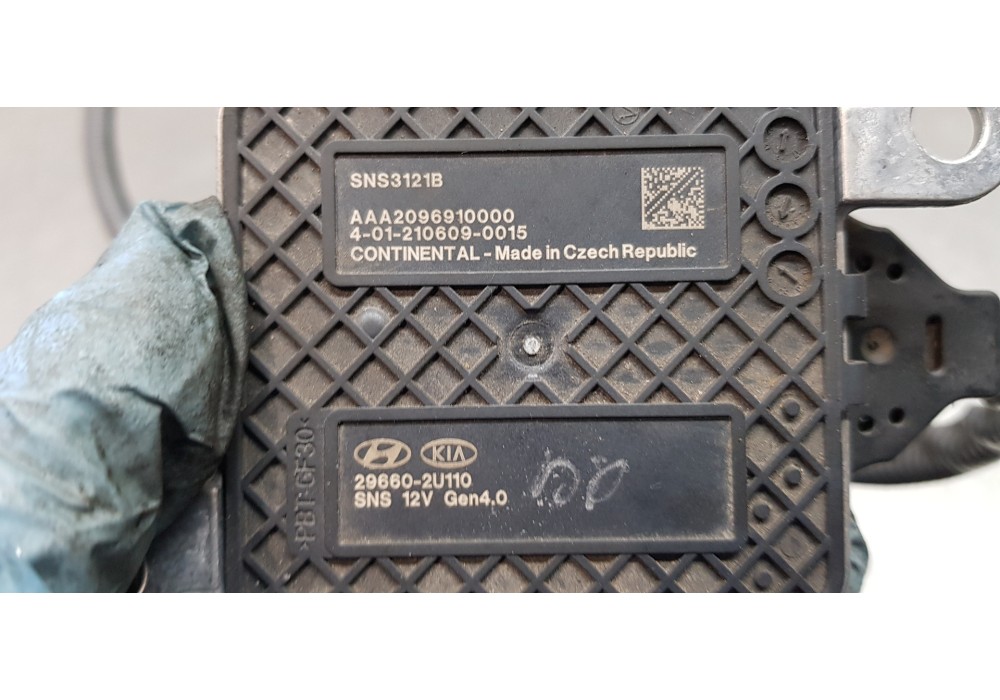 SNS3121B
AAA2096910000
4-01-210609-0015
CONTINENTAL - Made in Czech Republic
>PBT-GF30<
KIA
29660-2U110
SNS 12V Gen4.0